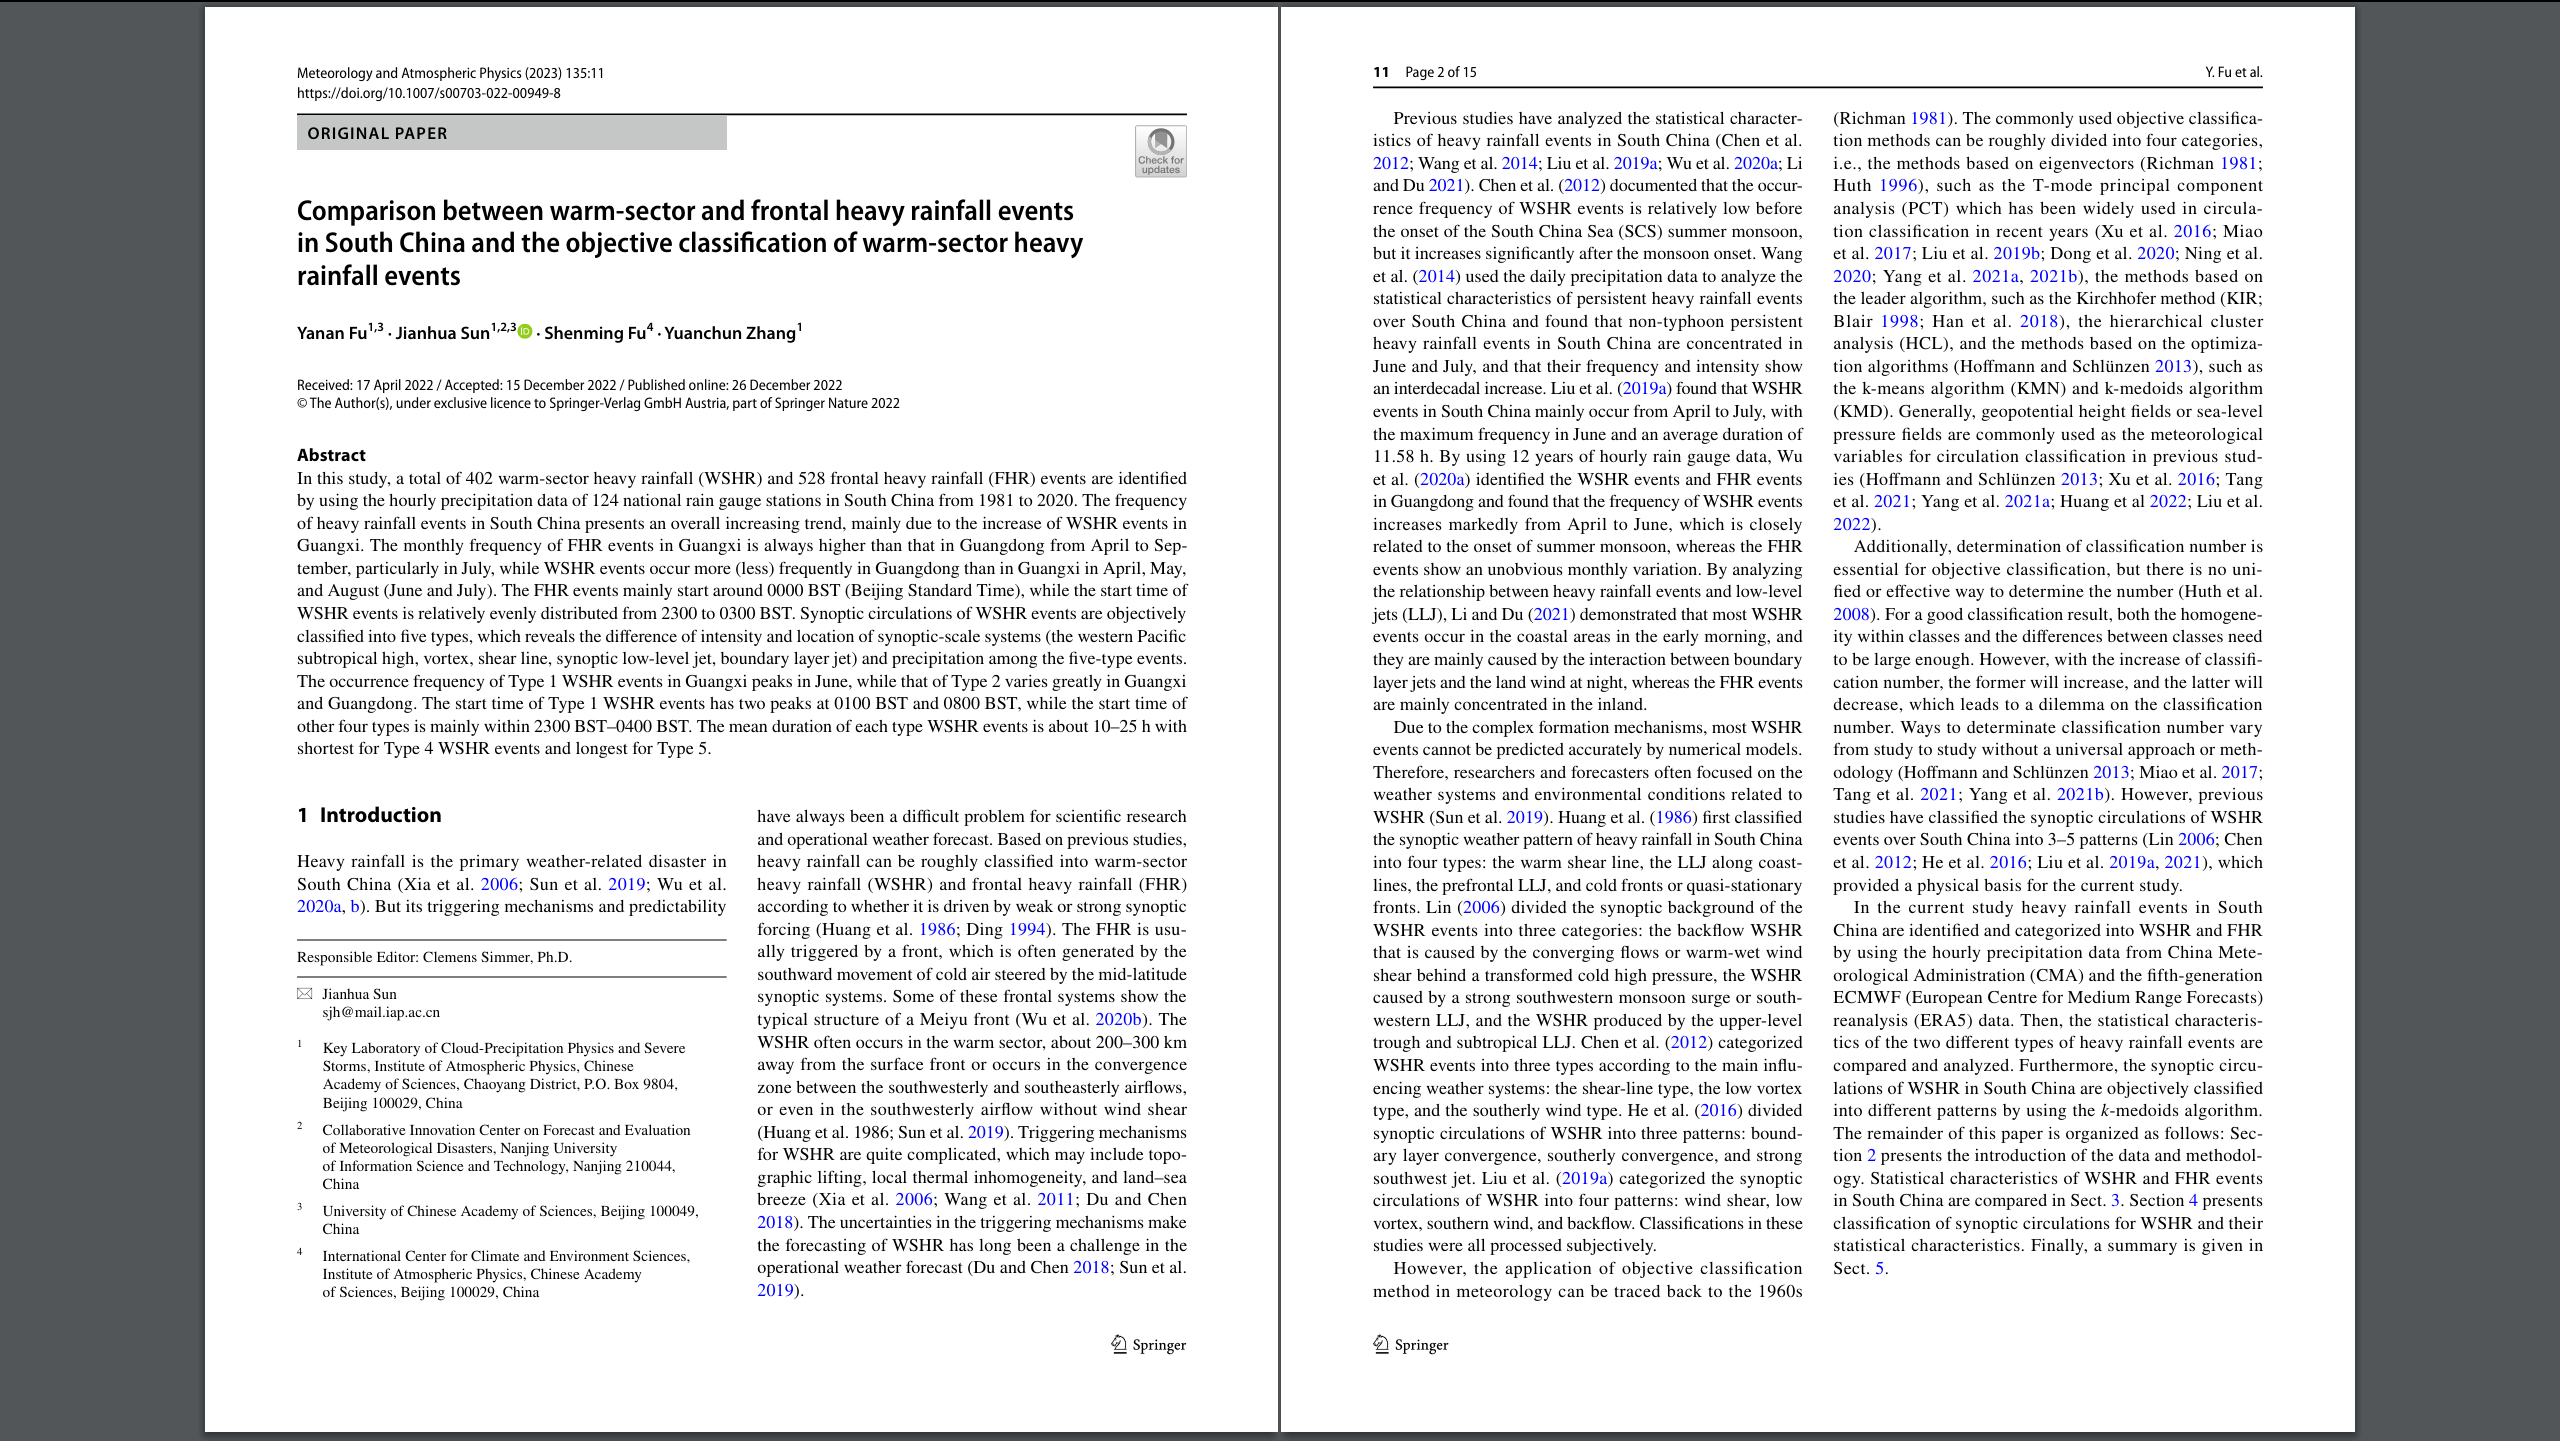 Meteorology and Atmospheric Physics (2023) 135:11
https://doi.org/10.1007/s00703-022-00949-8
ORIGINAL PAPER
Check for
updates
Comparison between warm-sector and frontal heavy rainfall events
in South China and the objective classification of warm-sector heavy
rainfall events
Yanan Fu1,3 · Jianhua Sun1,2,3 · Shenming Fu4 · Yuanchun Zhang1
Received: 17 April 2022 / Accepted: 15 December 2022 / Published online: 26 December 2022
© The Author(s), under exclusive licence to Springer-Verlag GmbH Austria, part of Springer Nature 2022
Abstract
In this study, a total of 402 warm-sector heavy rainfall (WSHR) and 528 frontal heavy rainfall (FHR) events are identified
by using the hourly precipitation data of 124 national rain gauge stations in South China from 1981 to 2020. The frequency
of heavy rainfall events in South China presents an overall increasing trend, mainly due to the increase of WSHR events in
Guangxi. The monthly frequency of FHR events in Guangxi is always higher than that in Guangdong from April to Sep-
tember, particularly in July, while WSHR events occur more (less) frequently in Guangdong than in Guangxi in April, May,
and August (June and July). The FHR events mainly start around 0000 BST (Beijing Standard Time), while the start time of
WSHR events is relatively evenly distributed from 2300 to 0300 BST. Synoptic circulations of WSHR events are objectively
classified into five types, which reveals the difference of intensity and location of synoptic-scale systems (the western Pacific
subtropical high, vortex, shear line, synoptic low-level jet, boundary layer jet) and precipitation among the five-type events.
The occurrence frequency of Type 1 WSHR events in Guangxi peaks in June, while that of Type 2 varies greatly in Guangxi
and Guangdong. The start time of Type 1 WSHR events has two peaks at 0100 BST and 0800 BST, while the start time of
other four types is mainly within 2300 BST–0400 BST. The mean duration of each type WSHR events is about 10–25 h with
shortest for Type 4 WSHR events and longest for Type 5.
1 Introduction
Heavy rainfall is the primary weather-related disaster in
South China (Xia et al. 2006; Sun et al. 2019; Wu et al.
2020a, b). But its triggering mechanisms and predictability
Responsible Editor: Clemens Simmer, Ph.D.
Jianhua Sun
sjh@mail.iap.ac.cn
1 Key Laboratory of Cloud-Precipitation Physics and Severe
Storms, Institute of Atmospheric Physics, Chinese
Academy of Sciences, Chaoyang District, P.O. Box 9804,
Beijing 100029, China
2 Collaborative Innovation Center on Forecast and Evaluation
of Meteorological Disasters, Nanjing University
of Information Science and Technology, Nanjing 210044,
China
3 University of Chinese Academy of Sciences, Beijing 100049,
China
4 International Center for Climate and Environment Sciences,
Institute of Atmospheric Physics, Chinese Academy
of Sciences, Beijing 100029, China
have always been a difficult problem for scientific research
and operational weather forecast. Based on previous studies,
heavy rainfall can be roughly classified into warm-sector
heavy rainfall (WSHR) and frontal heavy rainfall (FHR)
according to whether it is driven by weak or strong synoptic
forcing (Huang et al. 1986; Ding 1994). The FHR is usu-
ally triggered by a front, which is often generated by the
southward movement of cold air steered by the mid-latitude
synoptic systems. Some of these frontal systems show the
typical structure of a Meiyu front (Wu et al. 2020b). The
WSHR often occurs in the warm sector, about 200–300 km
away from the surface front or occurs in the convergence
zone between the southwesterly and southeasterly airflows,
or even in the southwesterly airflow without wind shear
(Huang et al. 1986; Sun et al. 2019). Triggering mechanisms
for WSHR are quite complicated, which may include topo-
graphic lifting, local thermal inhomogeneity, and land–sea
breeze (Xia et al. 2006; Wang et al. 2011; Du and Chen
2018). The uncertainties in the triggering mechanisms make
the forecasting of WSHR has long been a challenge in the
operational weather forecast (Du and Chen 2018; Sun et al.
2019).
Springer
11 Page 2 of 15
Y. Fu et al.
Previous studies have analyzed the statistical character-
istics of heavy rainfall events in South China (Chen et al.
2012; Wang et al. 2014; Liu et al. 2019a; Wu et al. 2020a; Li
and Du 2021). Chen et al. (2012) documented that the occur-
rence frequency of WSHR events is relatively low before
the onset of the South China Sea (SCS) summer monsoon,
but it increases significantly after the monsoon onset. Wang
et al. (2014) used the daily precipitation data to analyze the
statistical characteristics of persistent heavy rainfall events
over South China and found that non-typhoon persistent
heavy rainfall events in South China are concentrated in
June and July, and that their frequency and intensity show
an interdecadal increase. Liu et al. (2019a) found that WSHR
events in South China mainly occur from April to July, with
the maximum frequency in June and an average duration of
11.58 h. By using 12 years of hourly rain gauge data, Wu
et al. (2020a) identified the WSHR events and FHR events
in Guangdong and found that the frequency of WSHR events
increases markedly from April to June, which is closely
related to the onset of summer monsoon, whereas the FHR
events show an unobvious monthly variation. By analyzing
the relationship between heavy rainfall events and low-level
jets (LLJ), Li and Du (2021) demonstrated that most WSHR
events occur in the coastal areas in the early morning, and
they are mainly caused by the interaction between boundary
layer jets and the land wind at night, whereas the FHR events
are mainly concentrated in the inland.
Due to the complex formation mechanisms, most WSHR
events cannot be predicted accurately by numerical models.
Therefore, researchers and forecasters often focused on the
weather systems and environmental conditions related to
WSHR (Sun et al. 2019). Huang et al. (1986) first classified
the synoptic weather pattern of heavy rainfall in South China
into four types: the warm shear line, the LLJ along coast-
lines, the prefrontal LLJ, and cold fronts or quasi-stationary
fronts. Lin (2006) divided the synoptic background of the
WSHR events into three categories: the backflow WSHR
that is caused by the converging flows or warm-wet wind
shear behind a transformed cold high pressure, the WSHR
caused by a strong southwestern monsoon surge or south-
western LLJ, and the WSHR produced by the upper-level
trough and subtropical LLJ. Chen et al. (2012) categorized
WSHR events into three types according to the main influ-
encing weather systems: the shear-line type, the low vortex
type, and the southerly wind type. He et al. (2016) divided
synoptic circulations of WSHR into three patterns: bound-
ary layer convergence, southerly convergence, and strong
southwest jet. Liu et al. (2019a) categorized the synoptic
circulations of WSHR into four patterns: wind shear, low
vortex, southern wind, and backflow. Classifications in these
studies were all processed subjectively.
However, the application of objective classification
method in meteorology can be traced back to the 1960s
(Richman 1981). The commonly used objective classifica-
tion methods can be roughly divided into four categories,
i.e., the methods based on eigenvectors (Richman 1981;
Huth 1996), such as the T-mode principal component
analysis (PCT) which has been widely used in circula-
tion classification in recent years (Xu et al. 2016; Miao
et al. 2017; Liu et al. 2019b; Dong et al. 2020; Ning et al.
2020; Yang et al. 2021a, 2021b), the methods based on
the leader algorithm, such as the Kirchhofer method (KIR;
Blair 1998; Han et al. 2018), the hierarchical cluster
analysis (HCL), and the methods based on the optimiza-
tion algorithms (Hoffmann and Schlünzen 2013), such as
the k-means algorithm (KMN) and k-medoids algorithm
(KMD). Generally, geopotential height fields or sea-level
pressure fields are commonly used as the meteorological
variables for circulation classification in previous stud-
ies (Hoffmann and Schlünzen 2013; Xu et al. 2016; Tang
et al. 2021; Yang et al. 2021a; Huang et al 2022; Liu et al.
2022).
Additionally, determination of classification number is
essential for objective classification, but there is no uni-
fied or effective way to determine the number (Huth et al.
2008). For a good classification result, both the homogene-
ity within classes and the differences between classes need
to be large enough. However, with the increase of classifi-
cation number, the former will increase, and the latter will
decrease, which leads to a dilemma on the classification
number. Ways to determinate classification number vary
from study to study without a universal approach or meth-
odology (Hoffmann and Schlünzen 2013; Miao et al. 2017;
Tang et al. 2021; Yang et al. 2021b). However, previous
studies have classified the synoptic circulations of WSHR
events over South China into 3–5 patterns (Lin 2006; Chen
et al. 2012; He et al. 2016; Liu et al. 2019a, 2021), which
provided a physical basis for the current study.
In the current study heavy rainfall events in South
China are identified and categorized into WSHR and FHR
by using the hourly precipitation data from China Mete-
orological Administration (CMA) and the fifth-generation
ECMWF (European Centre for Medium Range Forecasts)
reanalysis (ERA5) data. Then, the statistical characteris-
tics of the two different types of heavy rainfall events are
compared and analyzed. Furthermore, the synoptic circu-
lations of WSHR in South China are objectively classified
into different patterns by using the k-medoids algorithm.
The remainder of this paper is organized as follows: Sec-
tion 2 presents the introduction of the data and methodol-
ogy. Statistical characteristics of WSHR and FHR events
in South China are compared in Sect. 3. Section 4 presents
classification of synoptic circulations for WSHR and their
statistical characteristics. Finally, a summary is given in
Sect. 5.
Springer